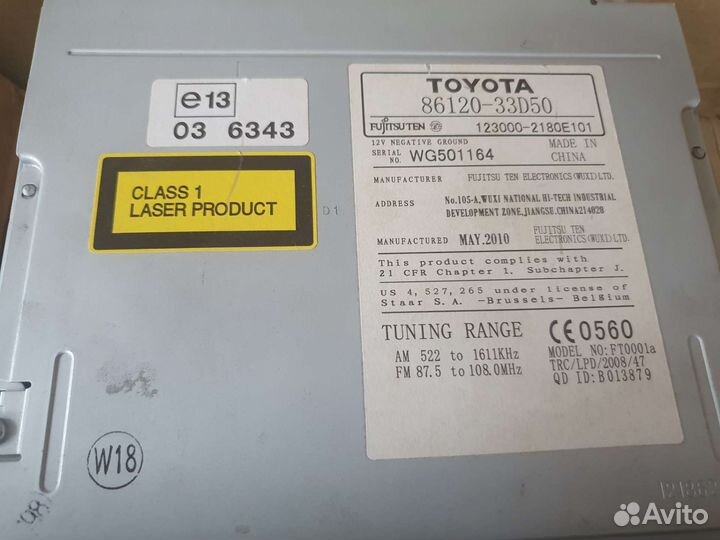 e13
03 6343
CLASS 1
LASER PRODUCT
D1
TOYOTA
86120-33D50
FUJITSU TEN 123000-2180E101
12V NEGATIVE GROUND
SERIAL NO. WG501164
MADE IN CHINA
MANUFACTURER FUJITSU TEN ELECTRONICS (WUXI) LTD.
ADDRESS No.105-A, WUXI NATIONAL HI-TECH INDUSTRIAL
DEVELOPMENT ZONE, JIANGSU, CHINA214028
MANUFACTURED MAY.2010 FUJITSU TEN
ELECTRONICS (WUXI) LTD.
This product complies with
21 CFR Chapter 1. Subchapter J.
US 4,527,265 under license of
Staar S.A. -Brussels- Belgium
TUNING RANGE
AM 522 to 1611KHz
FM 87.5 to 108.0MHz
CE0560
MODEL NO:FT0001a
TRC/LPD/2008/47
QD ID:B013879
W18
Avito